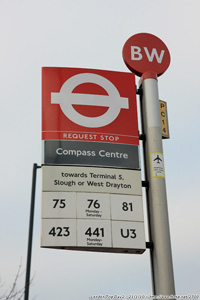 BW
REQUEST STOP
Compass Centre
towards Terminal 5,
Slough or West Drayton
75 76 81
Monday -
Saturday
423 441 U3
Monday -
Saturday